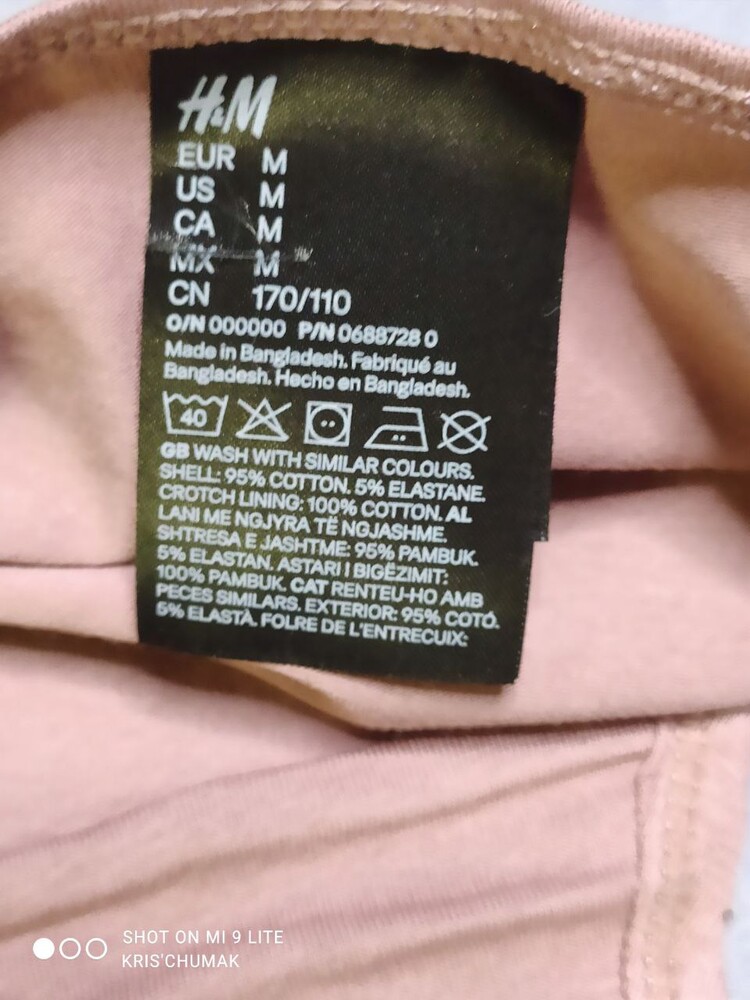 H&M
EUR M
US M
CA M
MX M
CN 170/110
O/N 000000 P/N 0688728 0
Made in Bangladesh. Fabriqué au
Bangladesh. Hecho en Bangladesh.
40
GB WASH WITH SIMILAR COLOURS.
SHELL: 95% COTTON. 5% ELASTANE.
CROTCH LINING: 100% COTTON. AL
LANI ME NGJYRA TË NGJASHME.
SHTRESA E JASHTME: 95% PAMBUK.
5% ELASTAN. ASTARI I BIGËZIMIT:
100% PAMBUK. CAT RENTEU-HO AMB
PECES SIMILARS. EXTERIOR: 95% COTÓ.
5% ELASTÀ. FOLRE DE L'ENTRECUIX:
SHOT ON MI 9 LITE
KRIS'CHUMAK